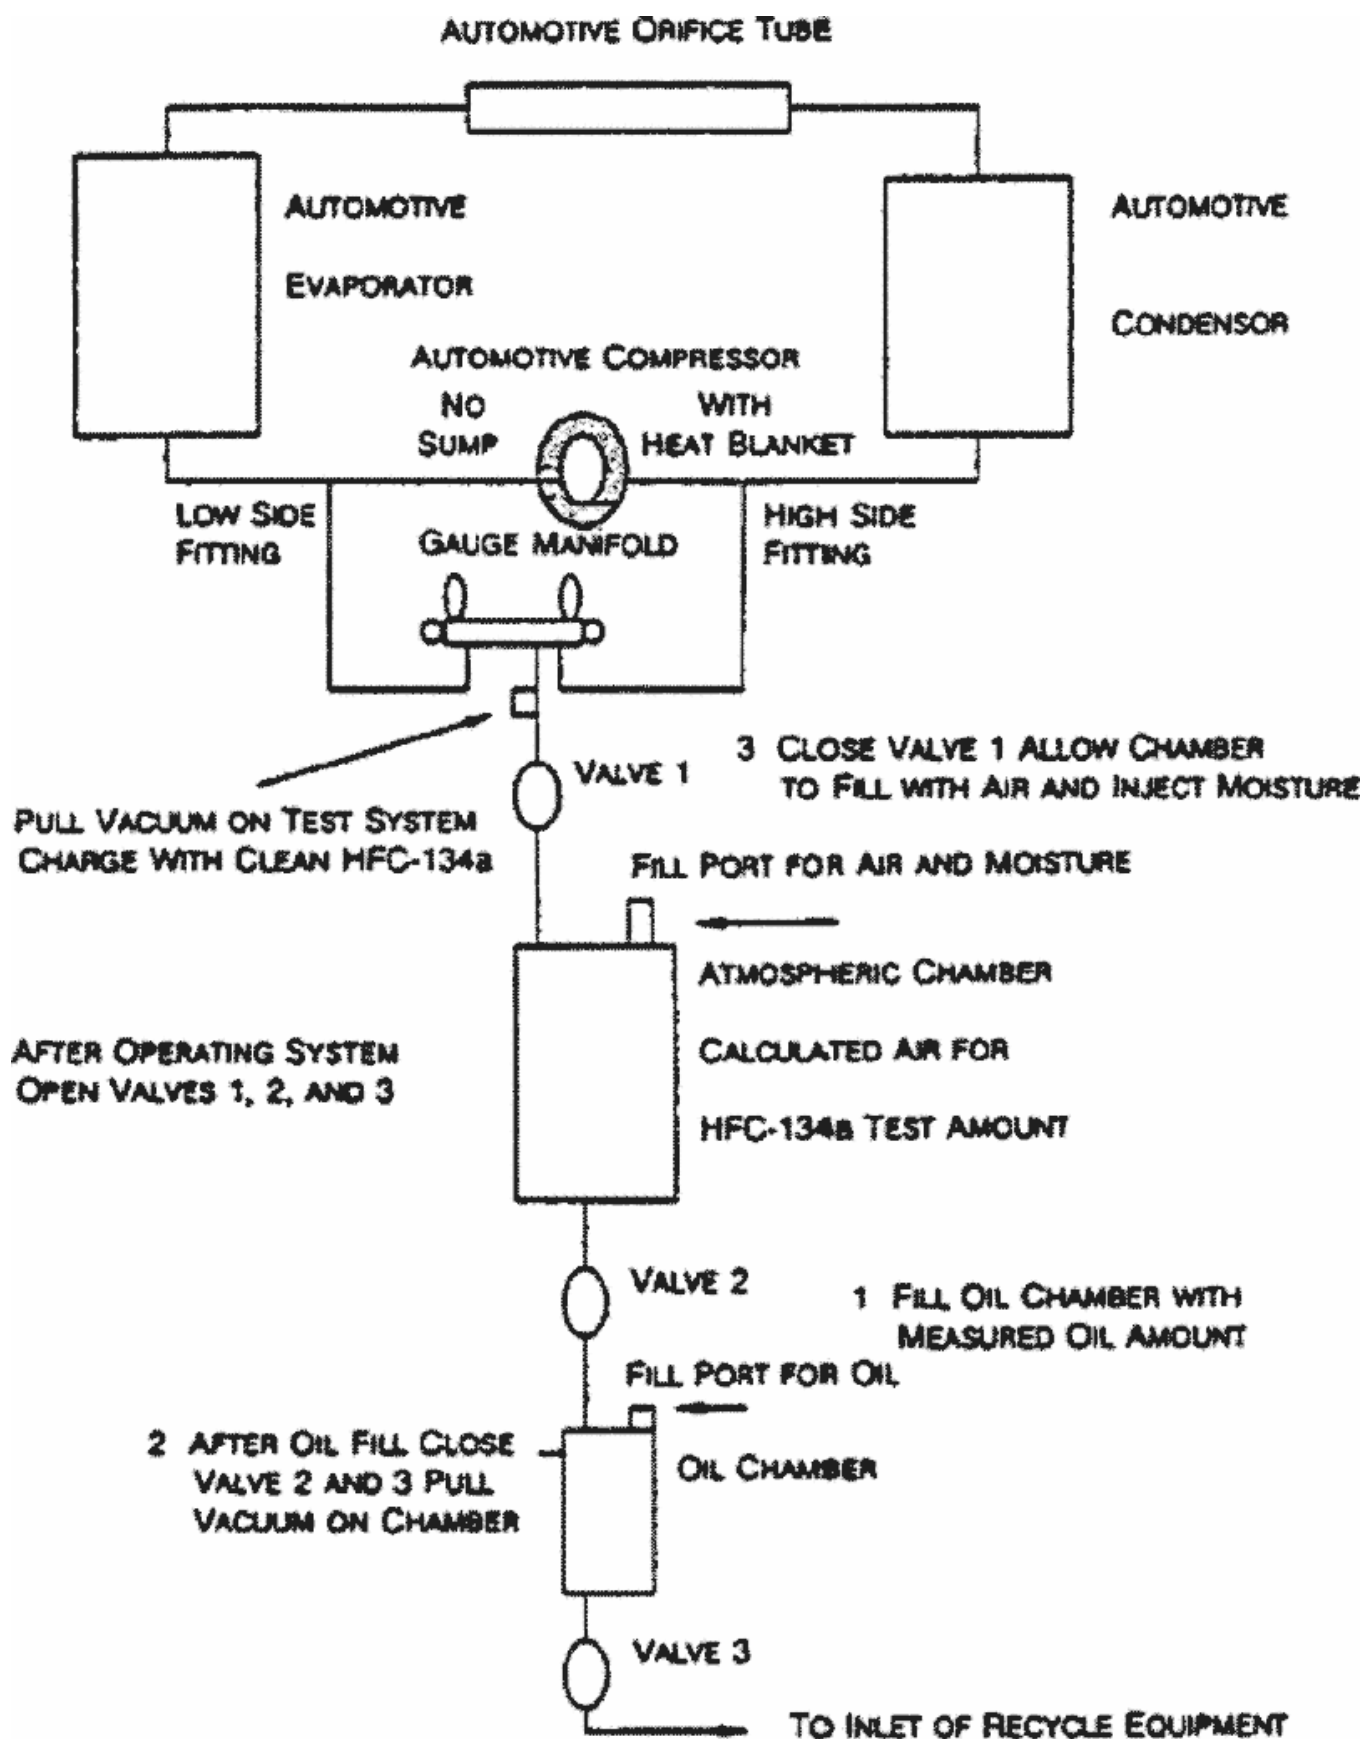 AUTOMOTIVE ORIFICE TUBE
AUTOMOTIVE
EVAPORATOR
AUTOMOTIVE
CONDENSOR
AUTOMOTIVE COMPRESSOR
NO
SUMP
WITH
HEAT BLANKET
LOW SIDE
FITTING
GAUGE MANIFOLD
HIGH SIDE
FITTING
VALVE 1
3 CLOSE VALVE 1 ALLOW CHAMBER
TO FILL WITH AIR AND INJECT MOISTURE
PULL VACUUM ON TEST SYSTEM
CHARGE WITH CLEAN HFC-134a
FILL PORT FOR AIR AND MOISTURE
ATMOSPHERIC CHAMBER
CALCULATED AIR FOR
HFC-134a TEST AMOUNT
AFTER OPERATING SYSTEM
OPEN VALVES 1, 2, AND 3
VALVE 2
1 FILL OIL CHAMBER WITH
MEASURED OIL AMOUNT
FILL PORT FOR OIL
2 AFTER OIL FILL CLOSE
VALVE 2 AND 3 PULL
VACUUM ON CHAMBER
OIL CHAMBER
VALVE 3
TO INLET OF RECYCLE EQUIPMENT